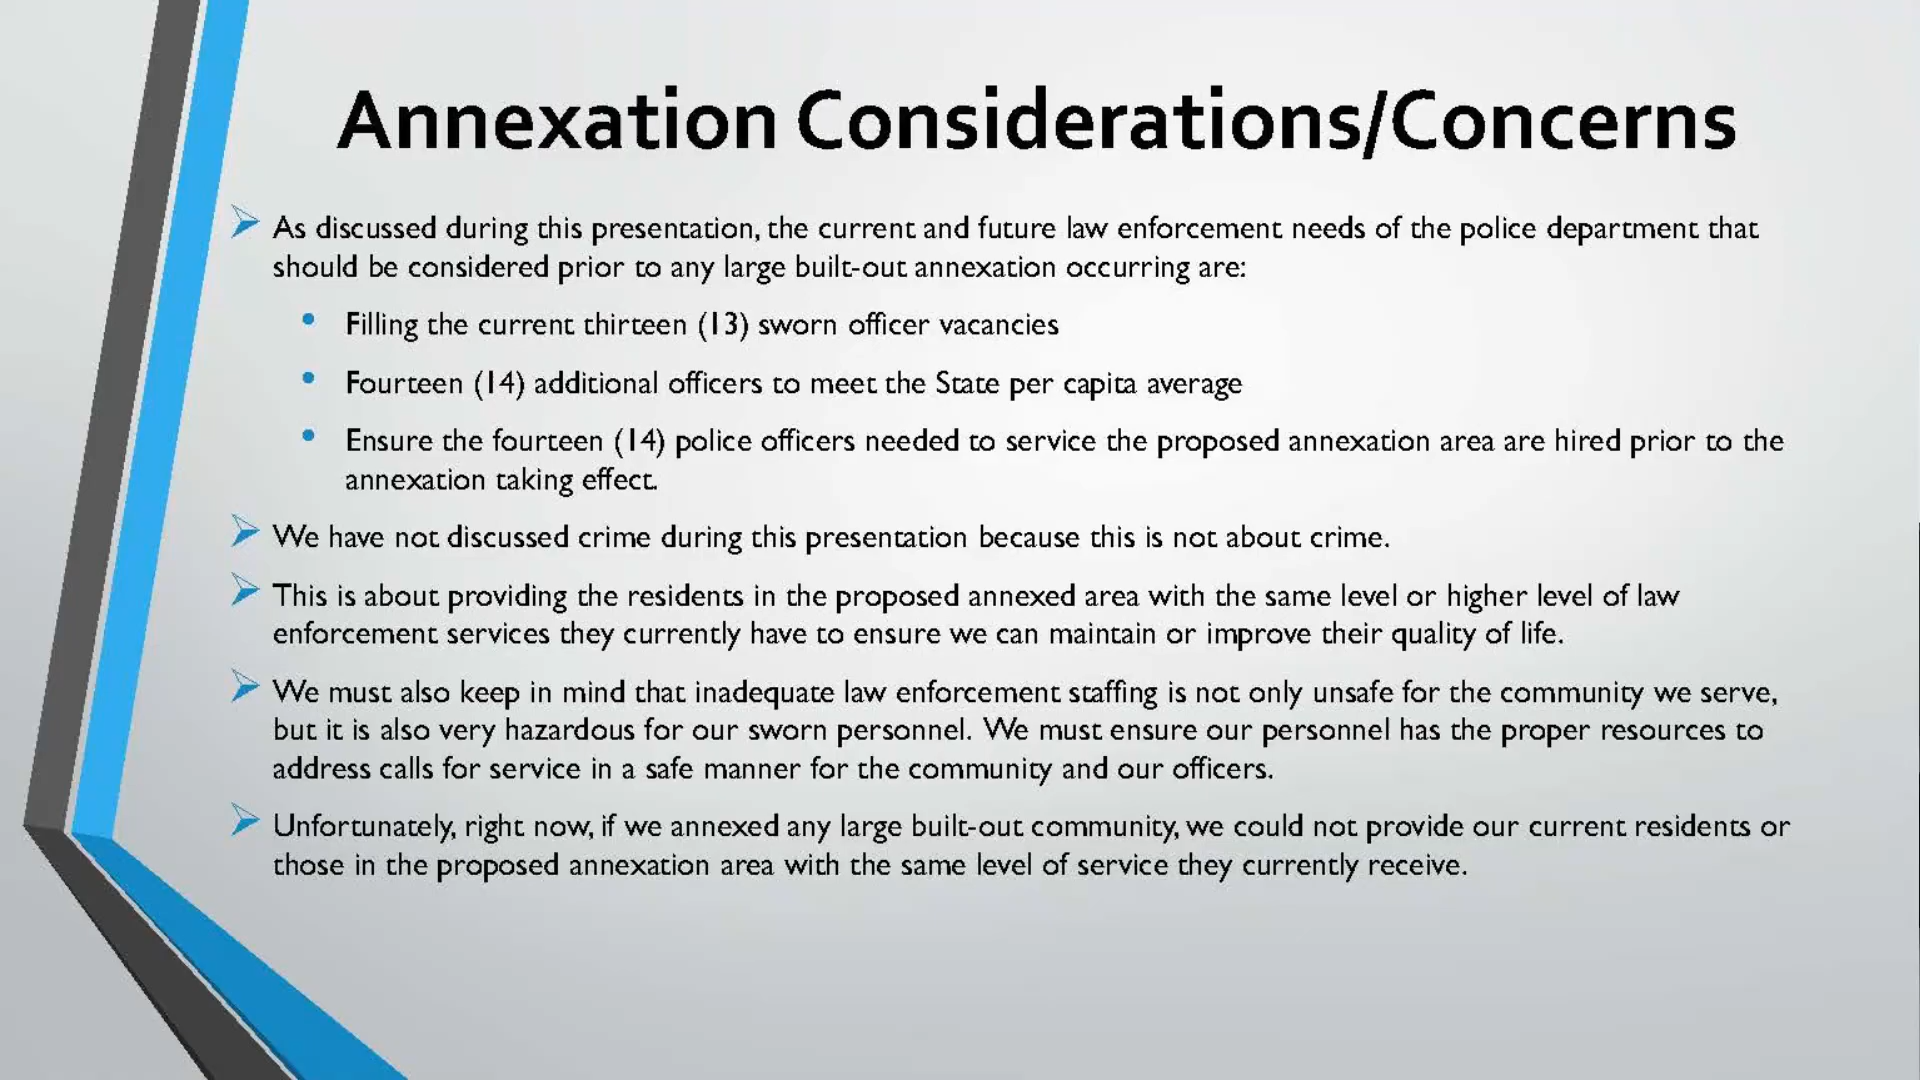 Annexation Considerations/Concerns
As discussed during this presentation, the current and future law enforcement needs of the police department that
should be considered prior to any large built-out annexation occurring are:
Filling the current thirteen (13) sworn officer vacancies
Fourteen (14) additional officers to meet the State per capita average
Ensure the fourteen (14) police officers needed to service the proposed annexation area are hired prior to the
annexation taking effect.
We have not discussed crime during this presentation because this is not about crime.
This is about providing the residents in the proposed annexed area with the same level or higher level of law
enforcement services they currently have to ensure we can maintain or improve their quality of life.
We must also keep in mind that inadequate law enforcement staffing is not only unsafe for the community we serve,
but it is also very hazardous for our sworn personnel. We must ensure our personnel has the proper resources to
address calls for service in a safe manner for the community and our officers.
Unfortunately, right now, if we annexed any large built-out community, we could not provide our current residents or
those in the proposed annexation area with the same level of service they currently receive.